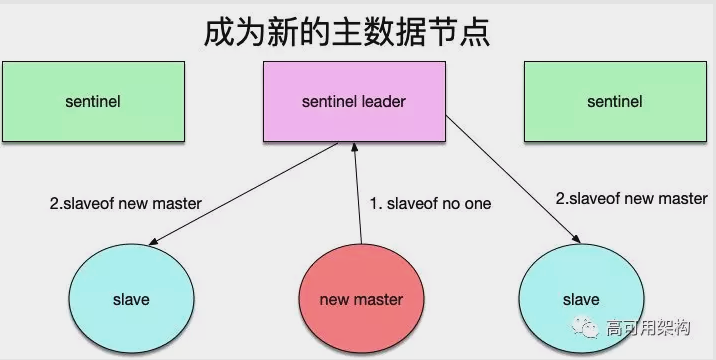 成为新的主数据节点
sentinel
sentinel leader
sentinel
2.slaveof new master
1. slaveof no one
2.slaveof new master
slave
new master
slave
高可用架构